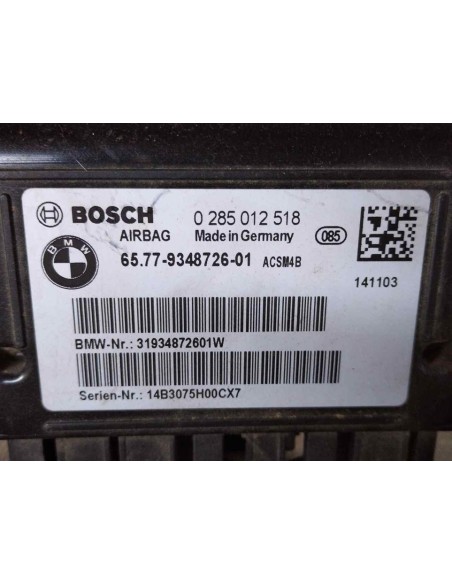 BOSCH 0 285 012 518
AIRBAG Made in Germany 085
BMW 65.77-9348726-01 ACSM4B
141103
BMW-Nr.: 31934872601W
Serien-Nr.: 14B3075H00CX7